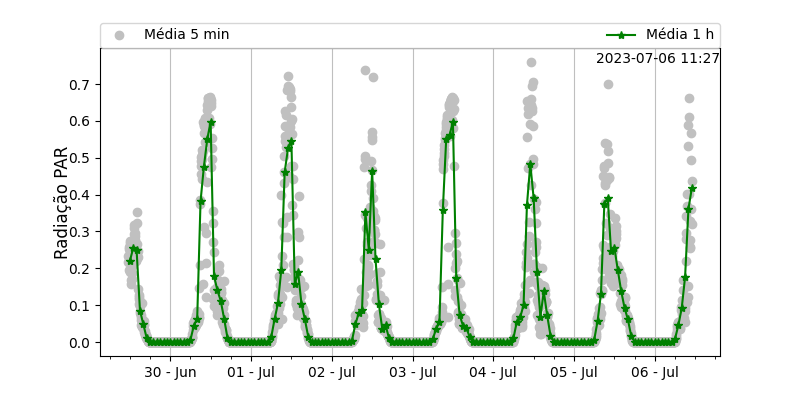 Média 5 min
Média 1 h
2023-07-06 11:27
Radiação PAR
0.7
0.6
0.5
0.4
0.3
0.2
0.1
0.0
30 - Jun
01 - Jul
02 - Jul
03 - Jul
04 - Jul
05 - Jul
06 - Jul